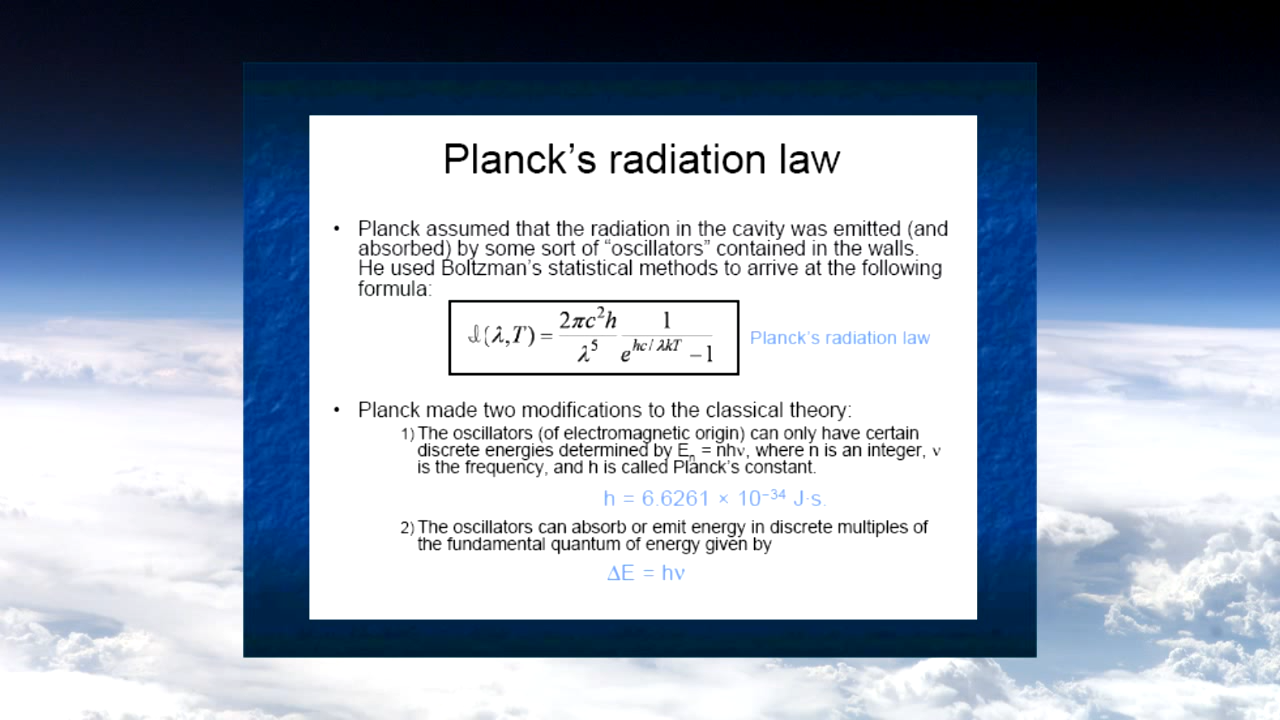 Planck's radiation law
• Planck assumed that the radiation in the cavity was emitted (and
absorbed) by some sort of “oscillators” contained in the walls.
He used Boltzman's statistical methods to arrive at the following
formula:
ℐ(λ,T) = \frac{2πc²h}{λ⁵} \frac{1}{e^{hc/λkT} − 1}
Planck's radiation law
• Planck made two modifications to the classical theory:
1) The oscillators (of electromagnetic origin) can only have certain
discrete energies determined by Eₙ = nhν, where n is an integer, ν
is the frequency, and h is called Planck's constant.
h = 6.6261 × 10⁻³⁴ J·s.
2) The oscillators can absorb or emit energy in discrete multiples of
the fundamental quantum of energy given by
ΔE = hν